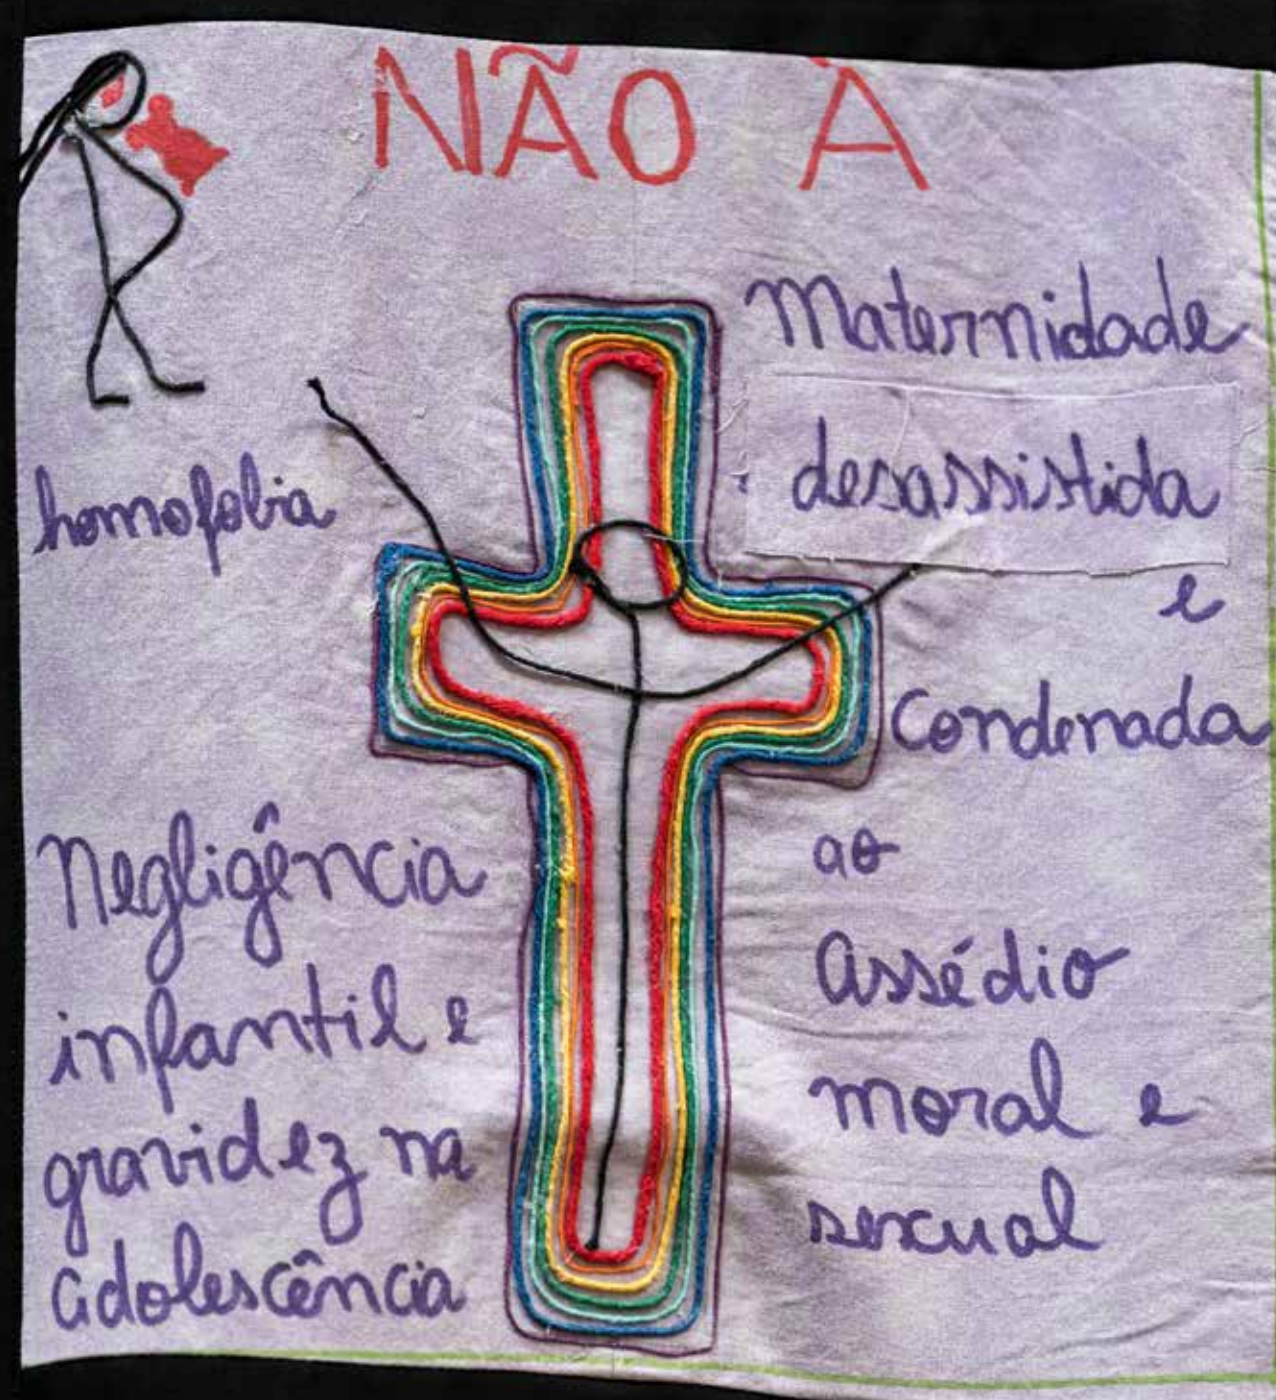 NÃO À
homofobia
Negligência
infantil e
gravidez na
adolescência
Maternidade
desassistida
e
Condenada
ao
Assédio
moral e
sexual